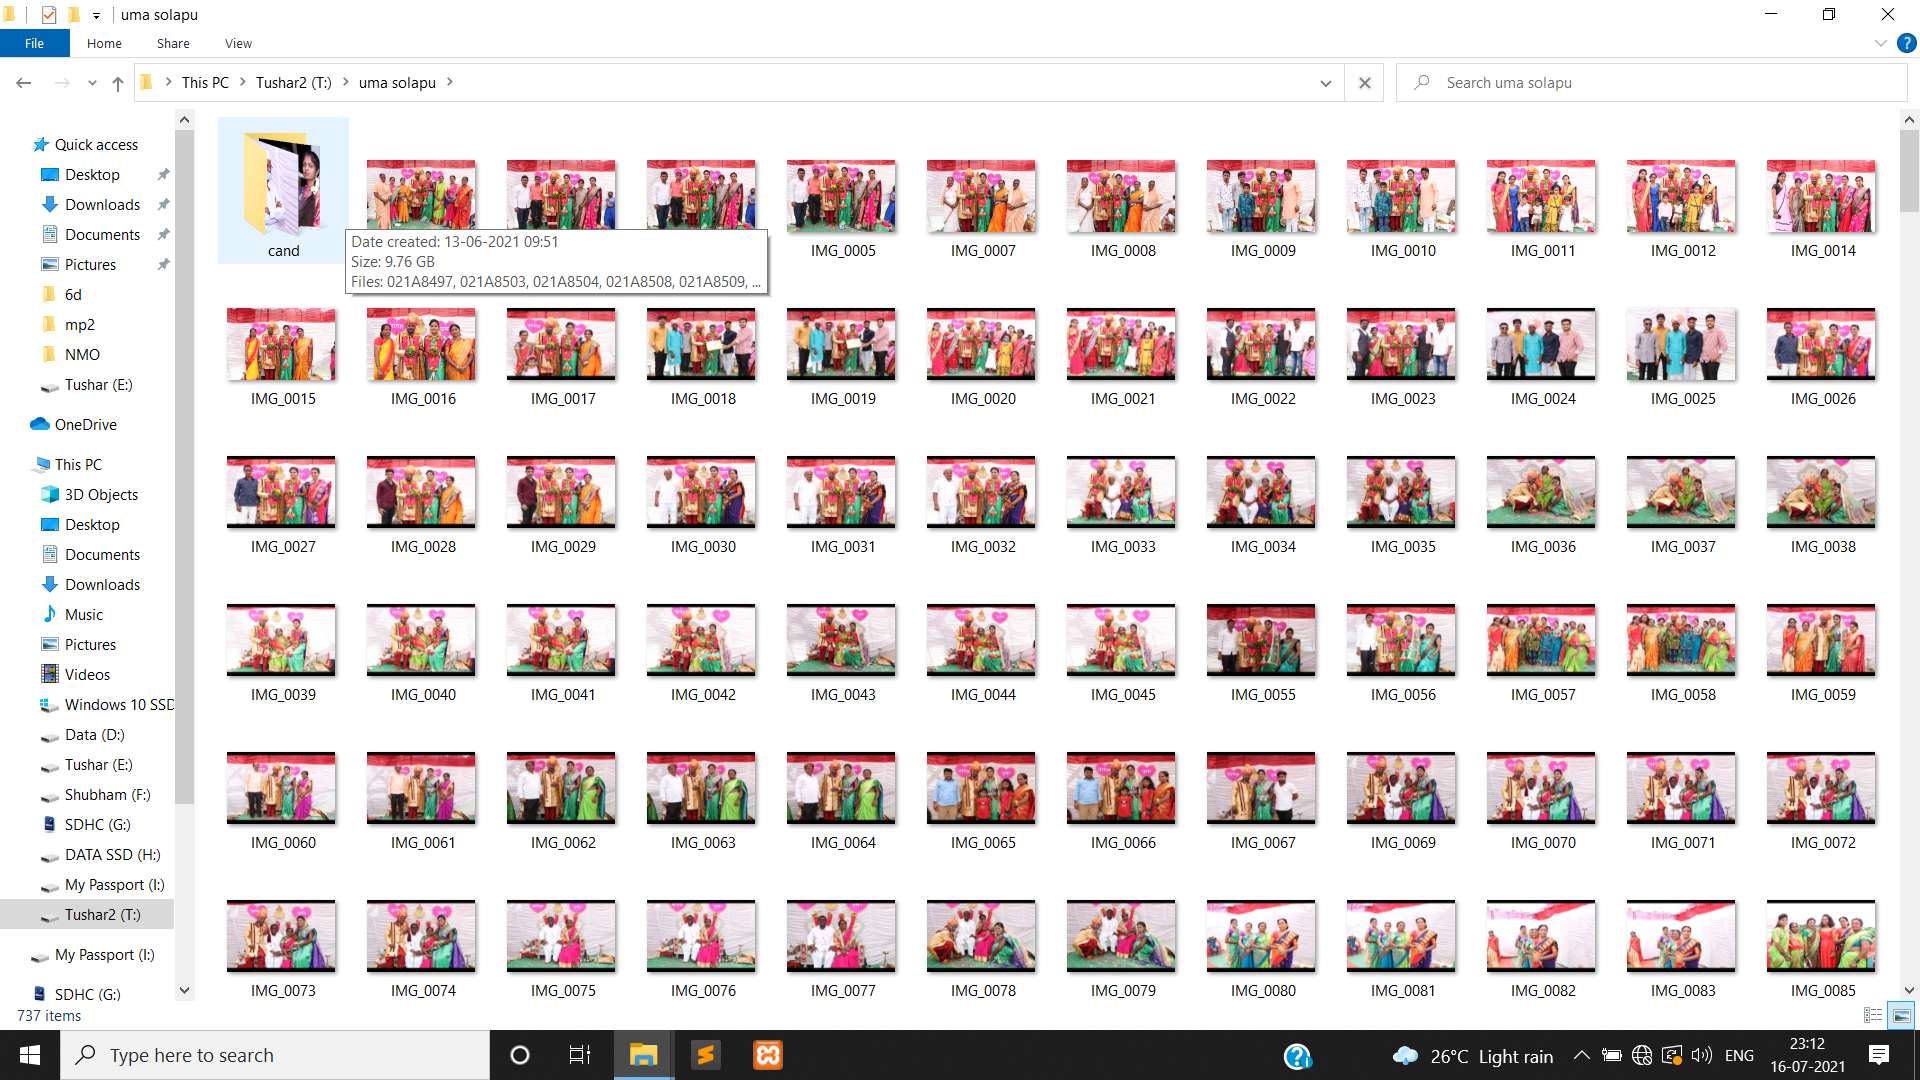 uma solapu
File Home Share View
This PC Tushar2 (T:) uma solapu
Search uma solapu
Quick access
Desktop
Downloads
Documents
Pictures
6d
mp2
NMO
Tushar (E:)
OneDrive
This PC
3D Objects
Desktop
Documents
Downloads
Music
Pictures
Videos
Windows 10 SSD
Data (D:)
Tushar (E:)
Shubham (F:)
SDHC (G:)
DATA SSD (H:)
My Passport (I:)
Tushar2 (T:)
My Passport (I:)
SDHC (G:)
737 items
cand IMG_0005 IMG_0007 IMG_0008 IMG_0009 IMG_0010 IMG_0011 IMG_0012 IMG_0014
Date created: 13-06-2021 09:51
Size: 9.76 GB
Files: 021A8497, 021A8503, 021A8504, 021A8508, 021A8509, ...
IMG_0015 IMG_0016 IMG_0017 IMG_0018 IMG_0019 IMG_0020 IMG_0021 IMG_0022 IMG_0023 IMG_0024 IMG_0025 IMG_0026
IMG_0027 IMG_0028 IMG_0029 IMG_0030 IMG_0031 IMG_0032 IMG_0033 IMG_0034 IMG_0035 IMG_0036 IMG_0037 IMG_0038
IMG_0039 IMG_0040 IMG_0041 IMG_0042 IMG_0043 IMG_0044 IMG_0045 IMG_0055 IMG_0056 IMG_0057 IMG_0058 IMG_0059
IMG_0060 IMG_0061 IMG_0062 IMG_0063 IMG_0064 IMG_0065 IMG_0066 IMG_0067 IMG_0069 IMG_0070 IMG_0071 IMG_0072
IMG_0073 IMG_0074 IMG_0075 IMG_0076 IMG_0077 IMG_0078 IMG_0079 IMG_0080 IMG_0081 IMG_0082 IMG_0083 IMG_0085
Type here to search
26°C Light rain
ENG
23:12
16-07-2021